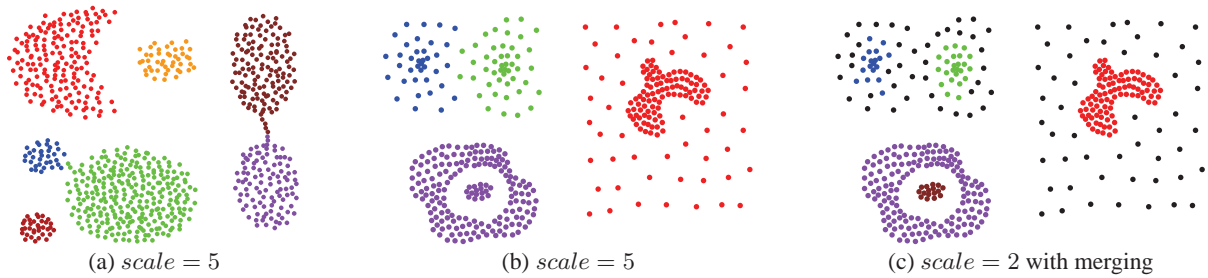 (a) scale = 5
(b) scale = 5
(c) scale = 2 with merging